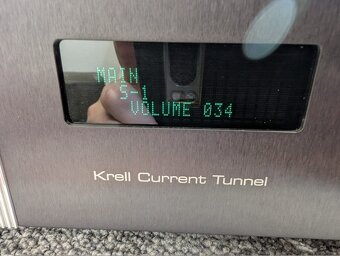 MAIN
S-1
VOLUME 034
Krell Current Tunnel